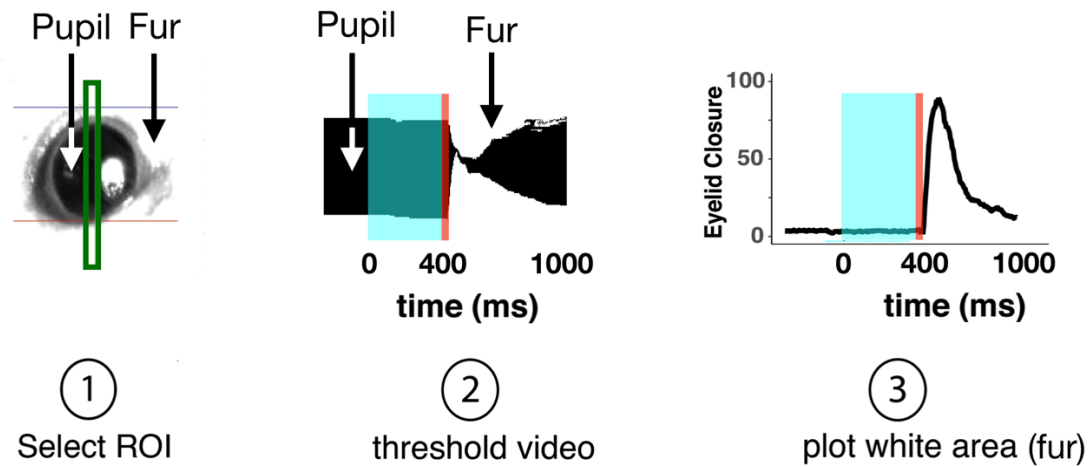 Pupil Fur
Pupil
Fur
0 400 1000
time (ms)
100
50
0
Eyelid Closure
0 400 1000
time (ms)
1
Select ROI
2
threshold video
3
plot white area (fur)